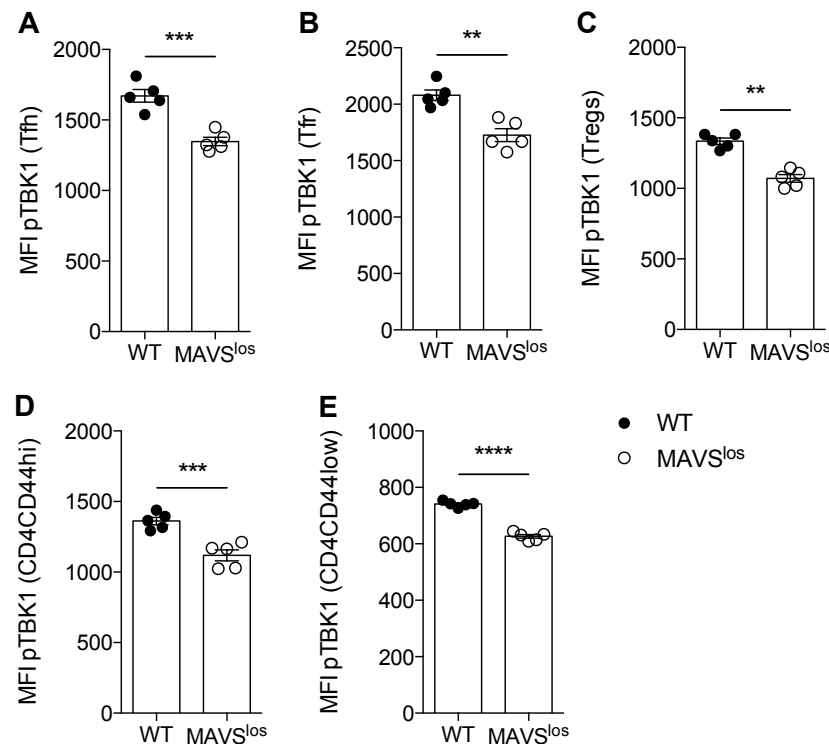 A
***
MFI pTBK1 (Tfh)
2000
1500
1000
500
0
WT MAVSlos
B
**
MFI pTBK1 (Tfr)
2500
2000
1500
1000
500
0
WT MAVSlos
C
**
MFI pTBK1 (Tregs)
2000
1500
1000
500
0
WT MAVSlos
D
***
MFI pTBK1 (CD4CD44hi)
1500
1000
500
0
WT MAVSlos
E
****
MFI pTBK1 (CD4CD44low)
1000
800
600
400
200
0
WT MAVSlos
WT
MAVSlos